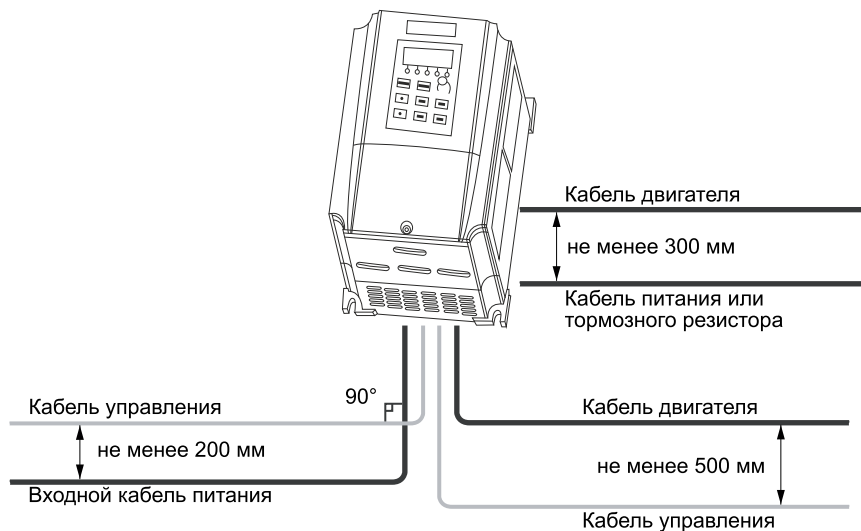 Кабель двигателя
не менее 300 мм
Кабель питания или
тормозного резистора
90°
Кабель управления
не менее 200 мм
Входной кабель питания
Кабель двигателя
не менее 500 мм
Кабель управления